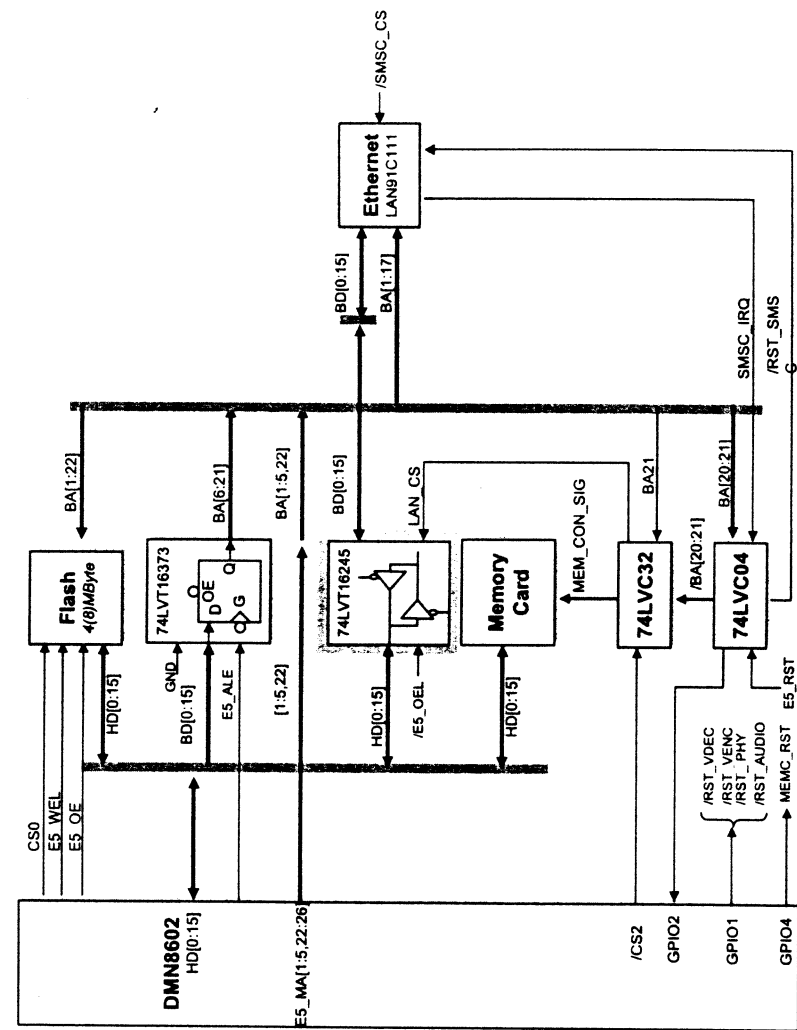 DMN8602
HD[0:15]
E5_MA[1:5,22:26]
/CS2
GPIO2
GPIO1
GPIO4
CS0
E5_WEL
E5_OE
HD[0:15]
BD[0:15]
GND
E5_ALE
[1:5,22]
HD[0:15]
/E5_OEL
HD[0:15]
/RST_VDEC
/RST_VENC
/RST_PHY
/RST_AUDIO
MEMC_RST
E5_RST
Flash
4(8)MByte
74LVT16373
D
OE
Q
G
74LVT16245
Memory
Card
74LVC32
74LVC04
MEM_CON_SIG
/BA[20:21]
LAN_CS
BA[1:22]
BA[6:21]
BA[1:5,22]
BD[0:15]
BA21
BA[20:21]
BD[0:15]
BA[1:17]
Ethernet
LAN91C111
/SMSC_CS
SMSC_IRQ
/RST_SMS
C